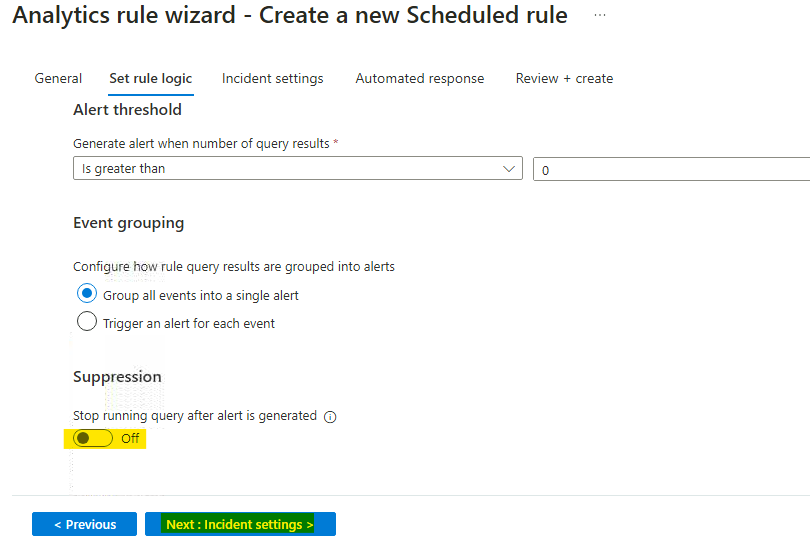 Analytics rule wizard - Create a new Scheduled rule ...
General Set rule logic Incident settings Automated response Review + create
Alert threshold
Generate alert when number of query results *
Is greater than 0
Event grouping
Configure how rule query results are grouped into alerts
Group all events into a single alert
Trigger an alert for each event
Suppression
Stop running query after alert is generated
Off
< Previous Next : Incident settings >